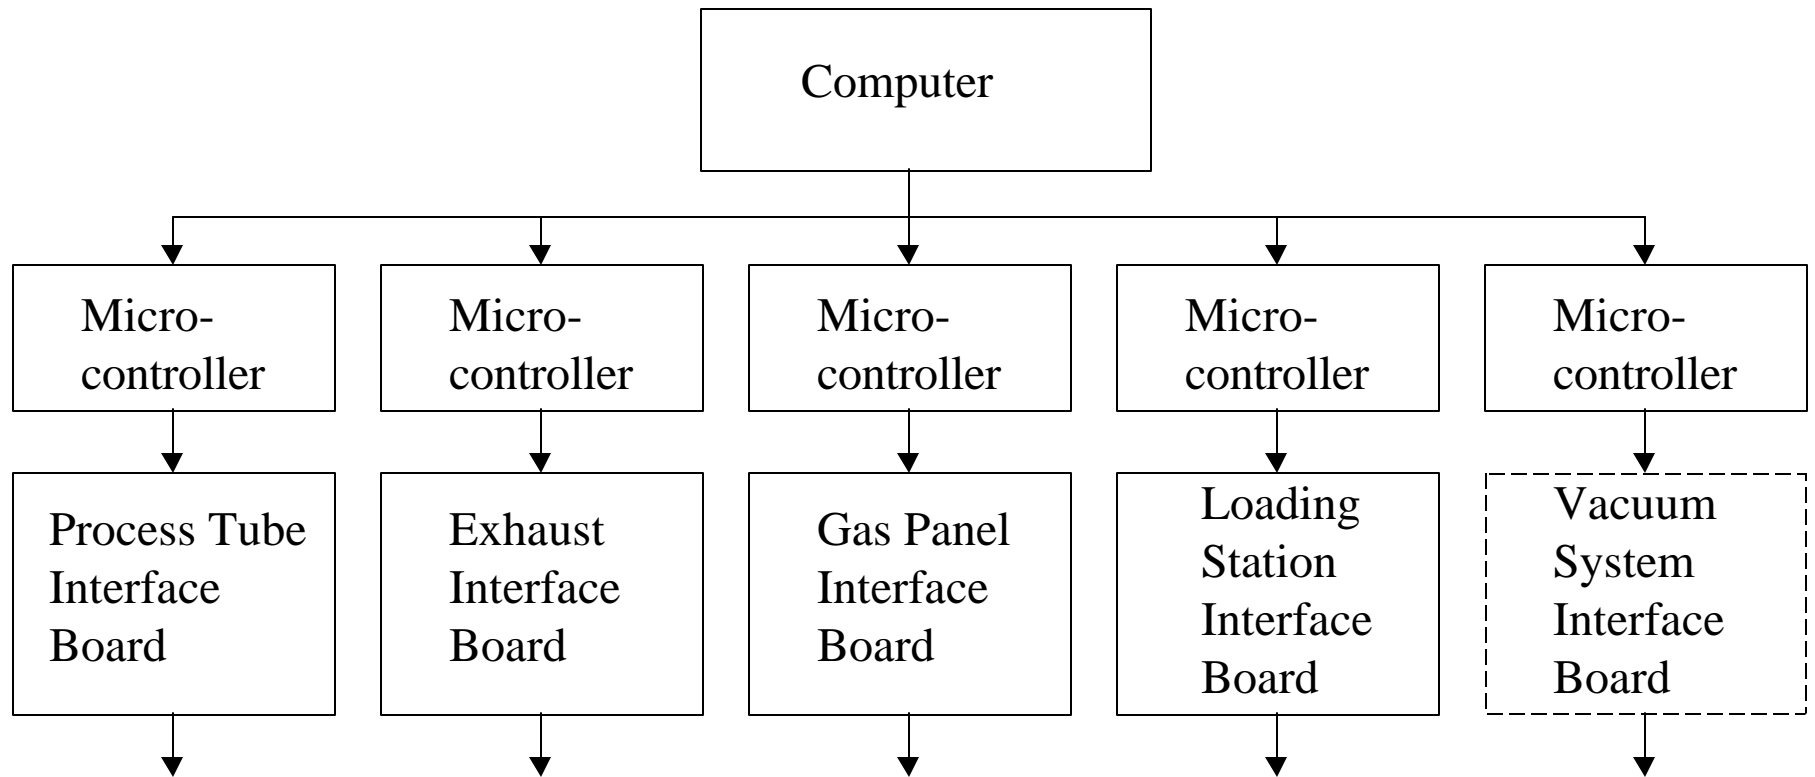 Computer
Micro-
controller
Micro-
controller
Micro-
controller
Micro-
controller
Micro-
controller
Process Tube
Interface
Board
Exhaust
Interface
Board
Gas Panel
Interface
Board
Loading
Station
Interface
Board
Vacuum
System
Interface
Board